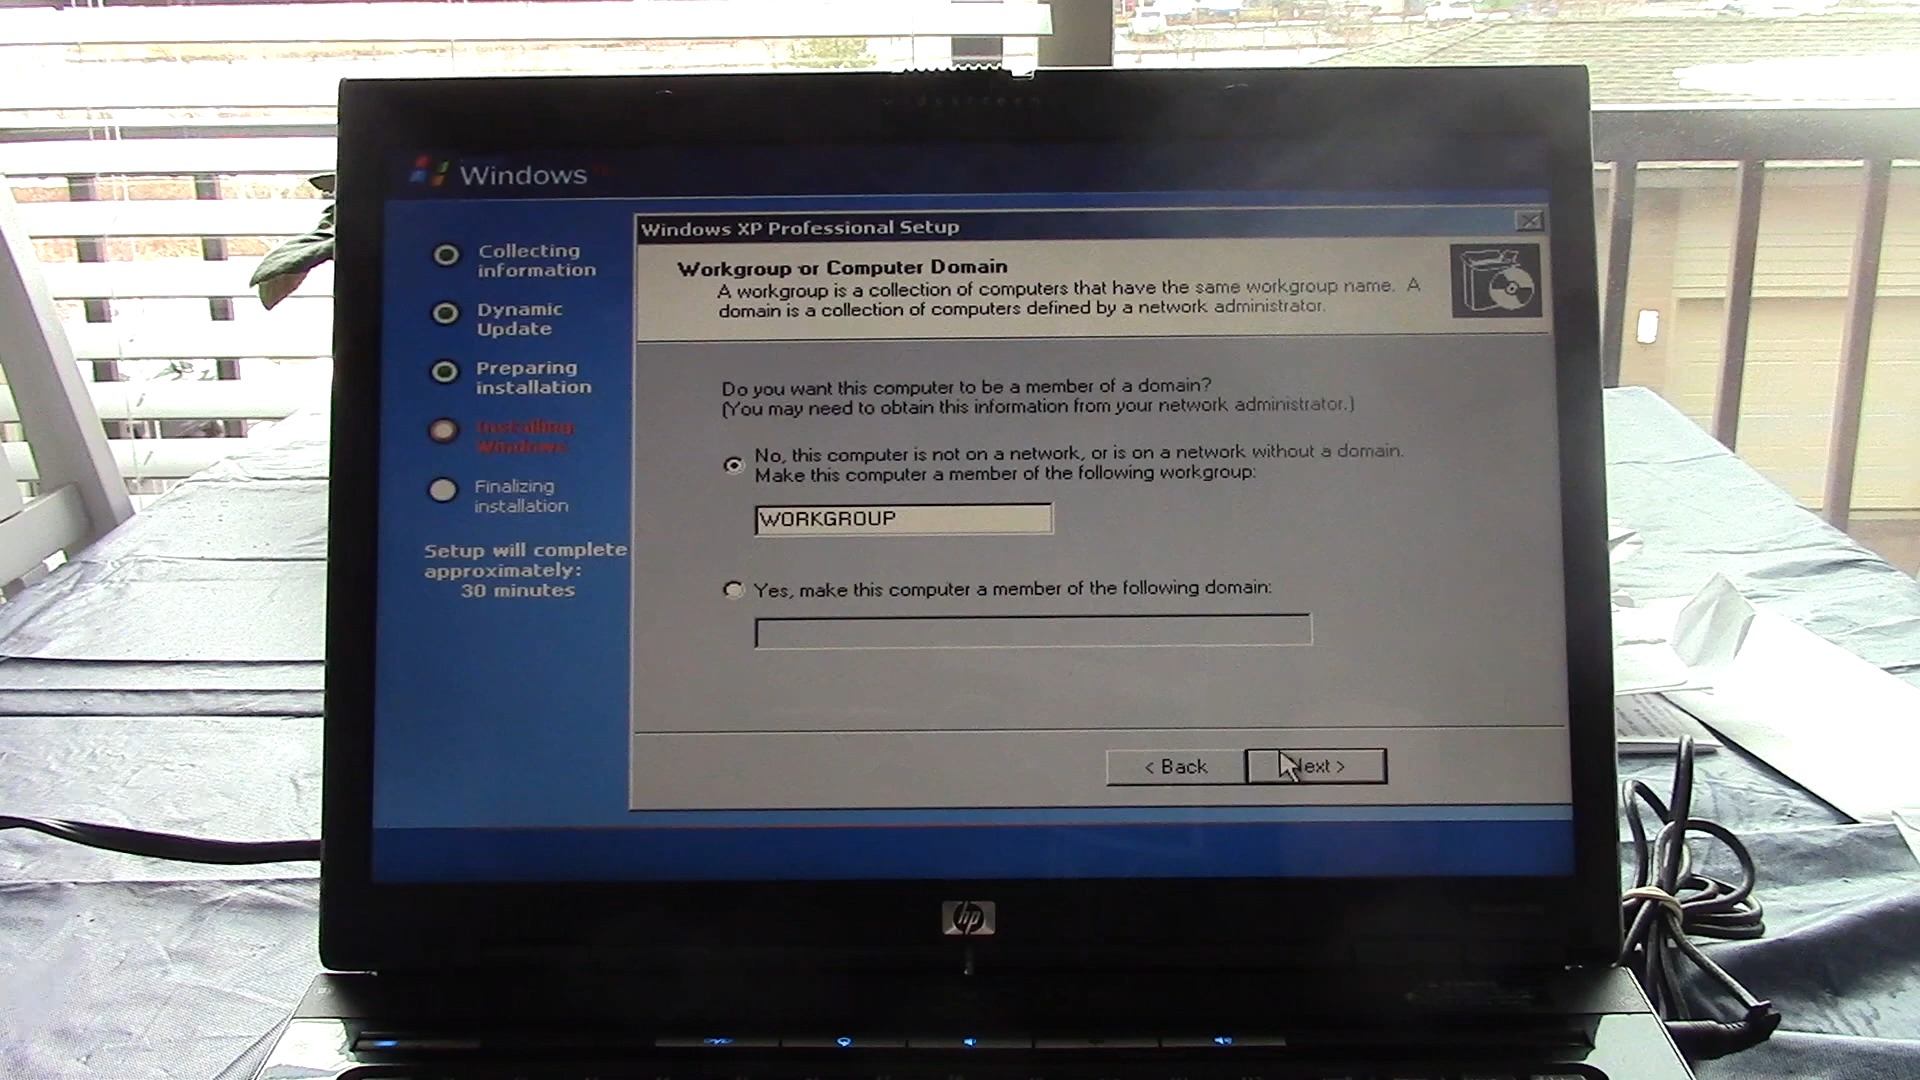 widescreen
Windows
Windows XP Professional Setup
Workgroup or Computer Domain
A workgroup is a collection of computers that have the same workgroup name. A
domain is a collection of computers defined by a network administrator.
Collecting
information
Dynamic
Update
Preparing
installation
Installing
Windows
Finalizing
installation
Setup will complete
approximately:
30 minutes
Do you want this computer to be a member of a domain?
(You may need to obtain this information from your network administrator.)
No, this computer is not on a network, or is on a network without a domain.
Make this computer a member of the following workgroup:
WORKGROUP
Yes, make this computer a member of the following domain:
< Back
Next >
hp